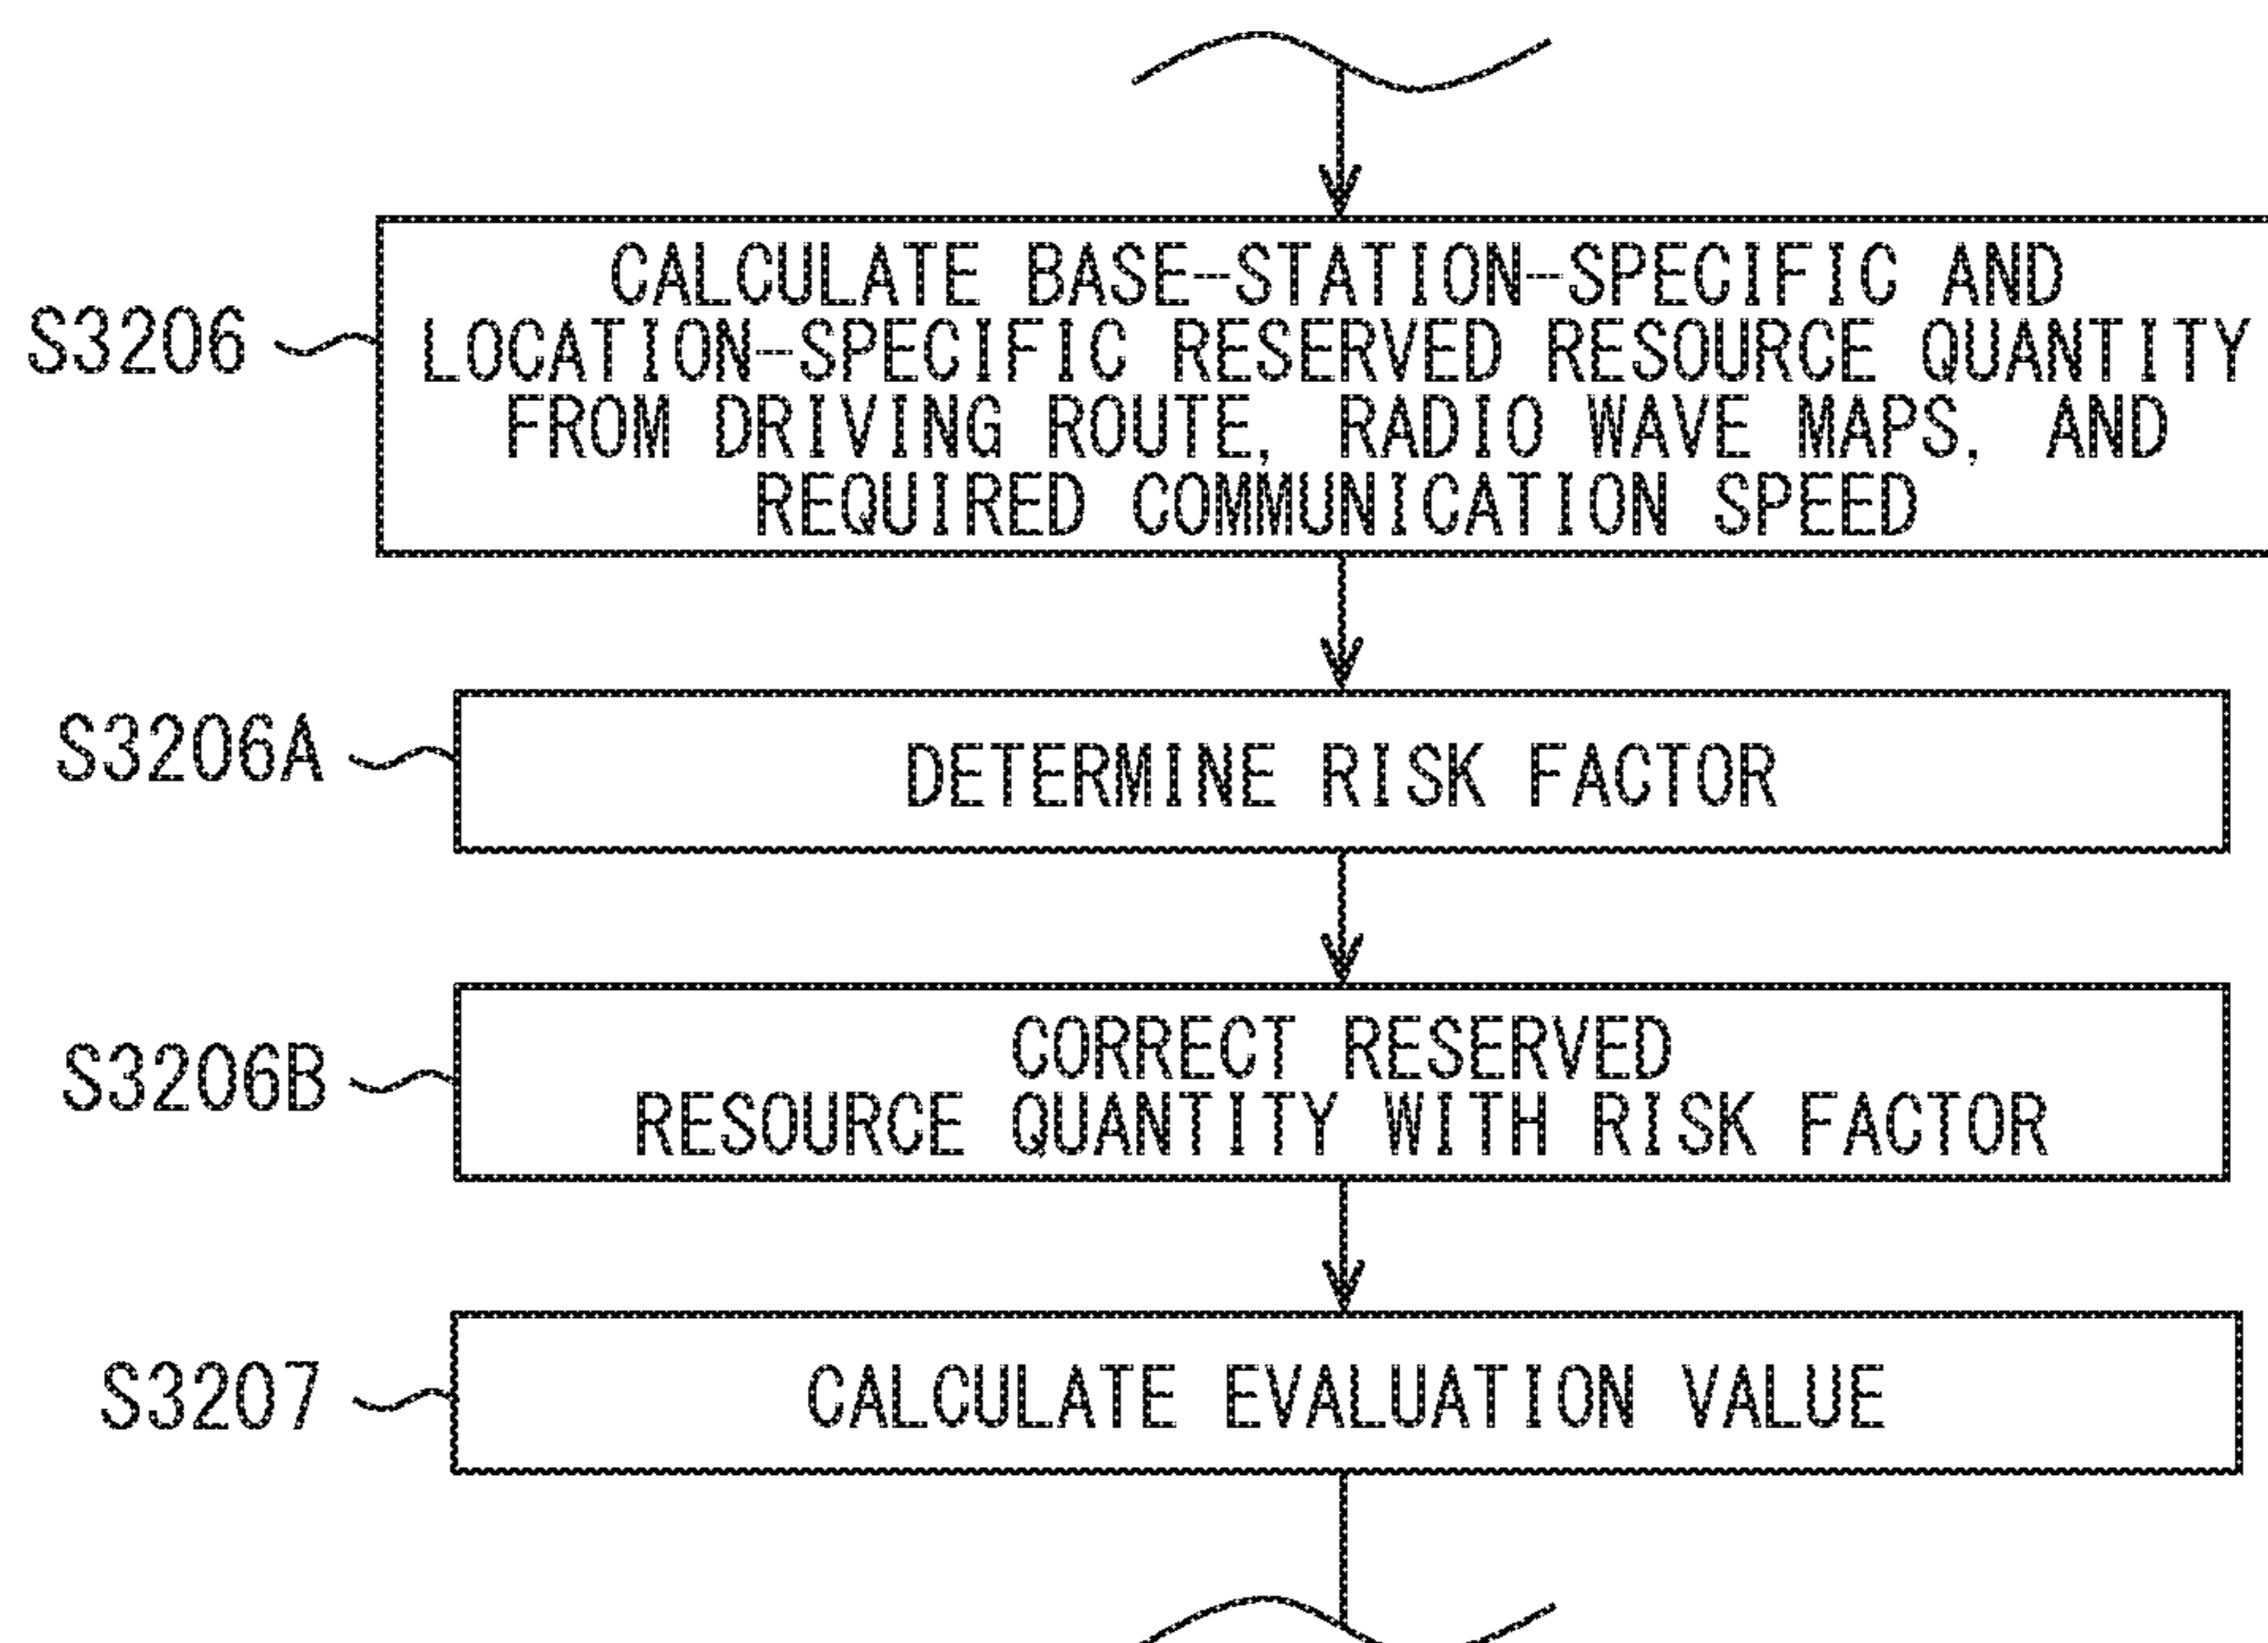 CALCULATE BASE-STATION-SPECIFIC AND
S3206
LOCATION-SPECIFIC RESERVED RESOURCE QUANTITY
FROM DRIVING ROUTE, RADIO WAVE MAPS, AND
REQUIRED COMMUNICATION SPEED
S3206A
DETERMINE RISK FACTOR
CORRECT RESERVED
S3206B
RESOURCE QUANTITY WITH RISK FACTOR
S3207
CALCULATE EVALUATION VALUE